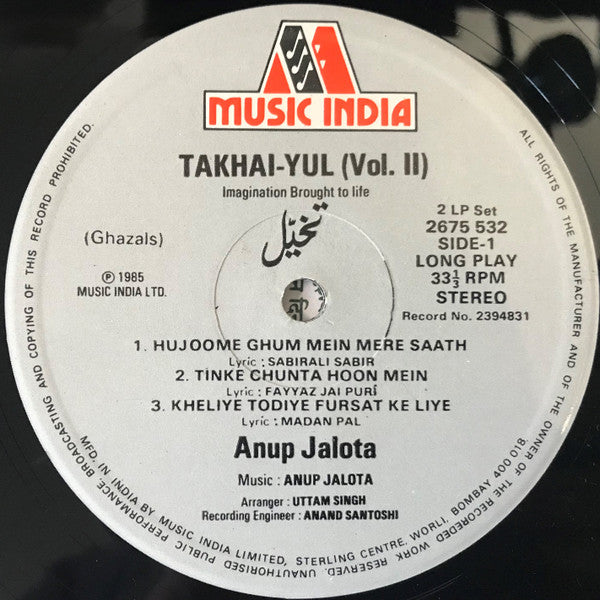 MUSIC INDIA
TAKHAI-YUL (Vol. II)
Imagination Brought to life
تخیّل
(Ghazals)
℗ 1985
MUSIC INDIA LTD.
2 LP Set
2675 532
SIDE-1
LONG PLAY
33⅓ RPM
STEREO
Record No. 2394831
1. HUJOOME GHUM MEIN MERE SAATH
Lyric : SABIRALI SABIR
2. TINKE CHUNTA HOON MEIN
Lyric : FAYYAZ JAI PURI
3. KHELIYE TODIYE FURSAT KE LIYE
Lyric : MADAN PAL
Anup Jalota
Music : ANUP JALOTA
Arranger : UTTAM SINGH
Recording Engineer : ANAND SANTOSHI
MFD. IN INDIA BY MUSIC INDIA LIMITED, STERLING CENTRE, WORLI, BOMBAY 400 018.
ALL RIGHTS OF THE MANUFACTURER AND OF THE OWNER OF THE RECOREDED WORK RESERVED. UNAUTHORISED PUBLIC PERFORMANCE, BROADCASTING AND COPYING OF THIS RECORD PROHIBITED.